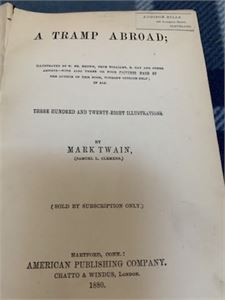 ADDISON HILLS
A TRAMP ABROAD;
ILLUSTRATED BY W. FR. BROWN, TRUE WILLIAMS, B. DAY AND OTHER
ARTISTS—WITH ALSO THREE OR FOUR PICTURES MADE BY
THE AUTHOR OF THIS BOOK, WITHOUT OUTSIDE HELP;
IN ALL
THREE HUNDRED AND TWENTY-EIGHT ILLUSTRATIONS.
BY
MARK TWAIN,
(SAMUEL L. CLEMENS.)
(SOLD BY SUBSCRIPTION ONLY.)
HARTFORD, CONN.:
AMERICAN PUBLISHING COMPANY.
CHATTO & WINDUS, LONDON.
1880.